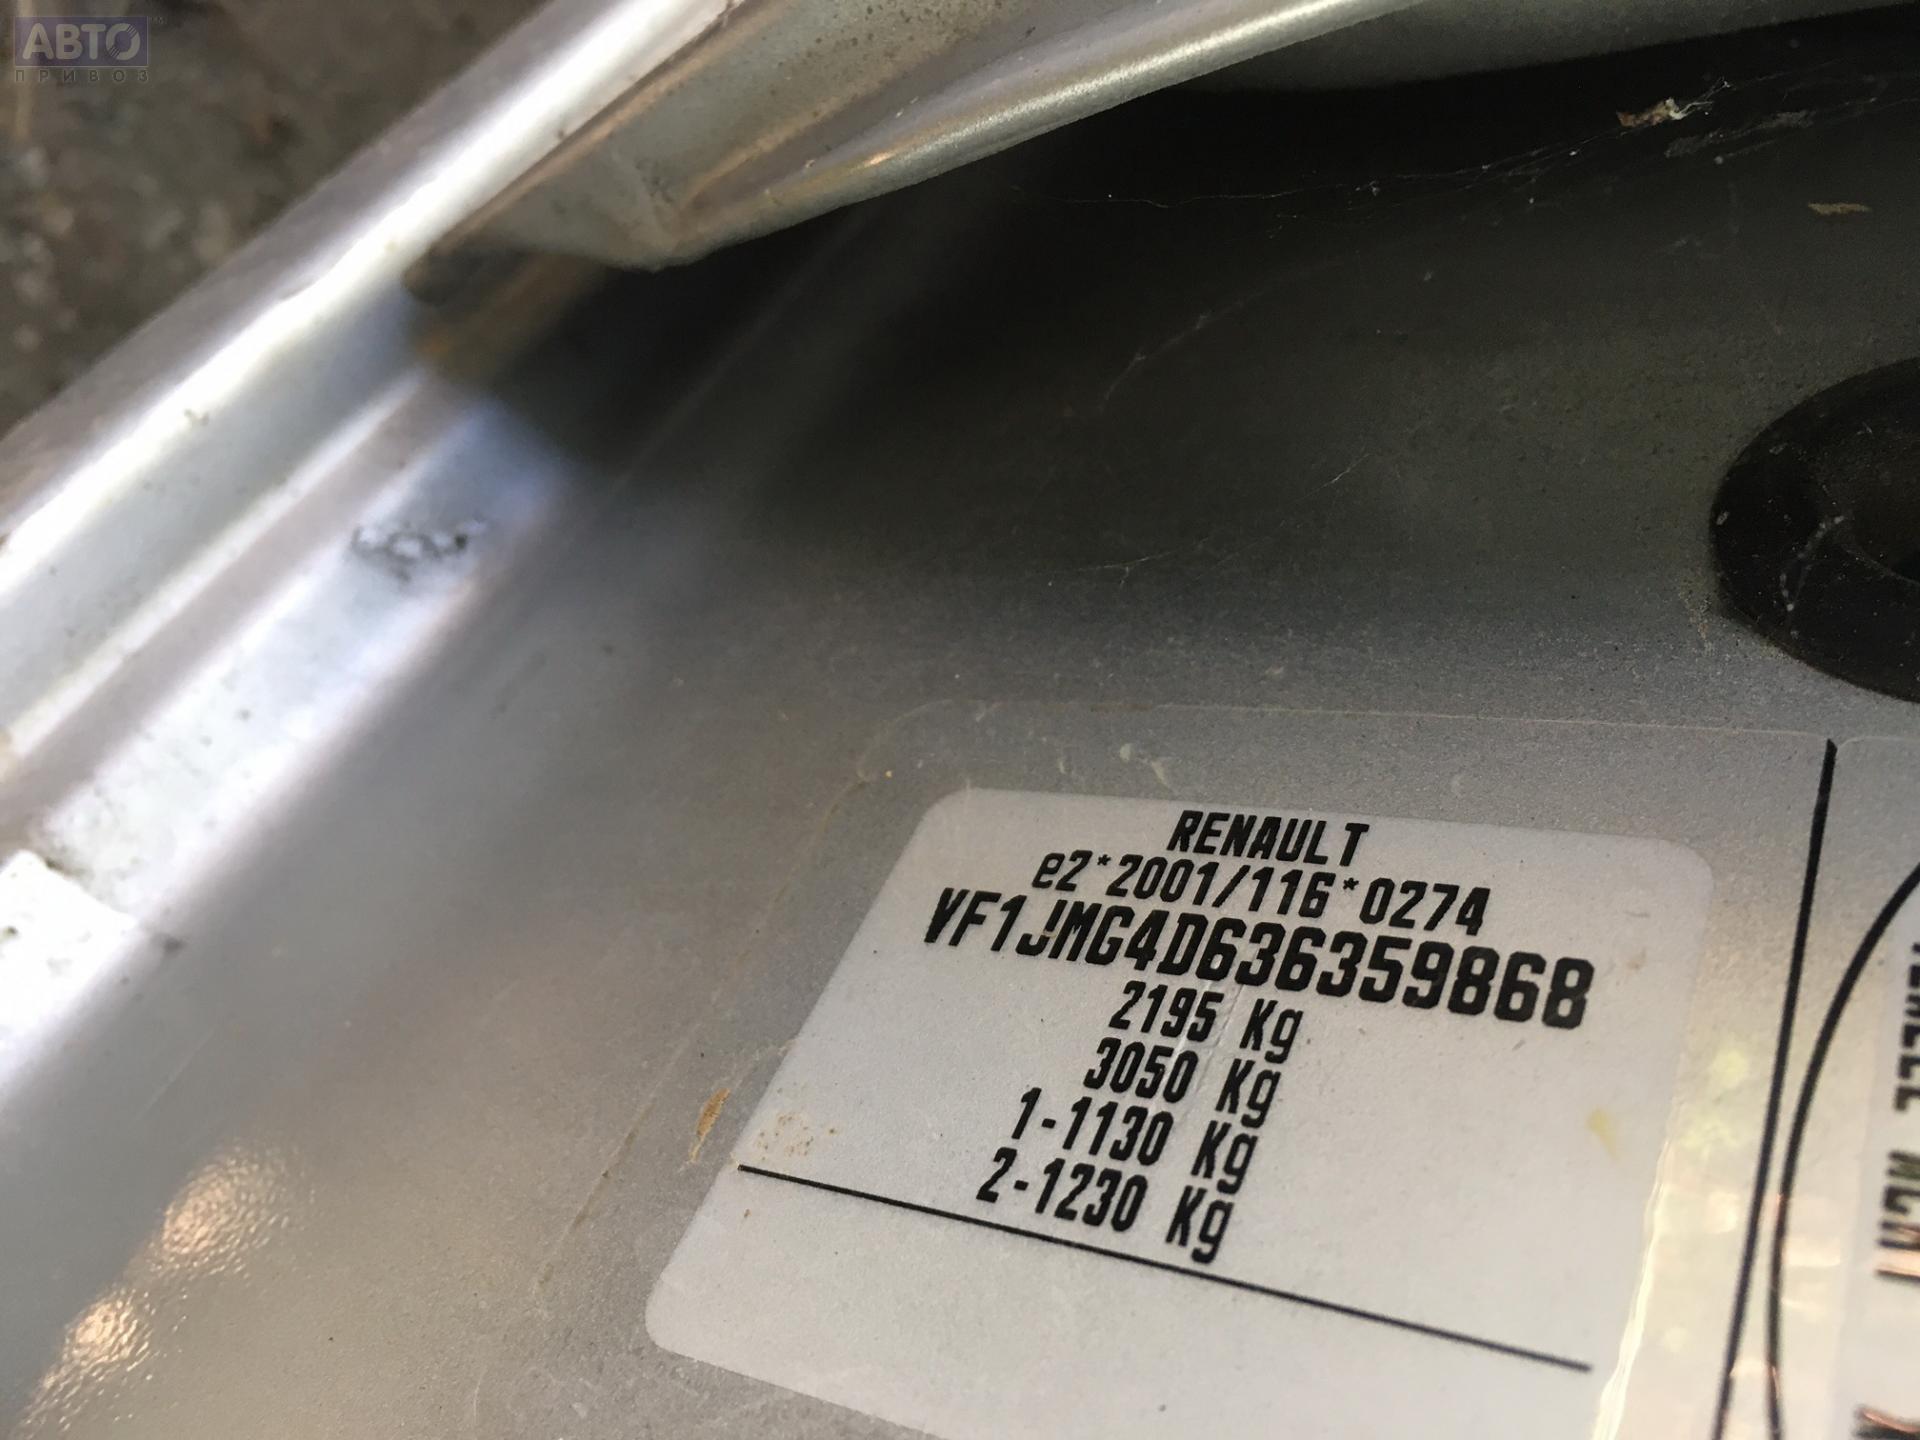 АВТО
ПРИВОЗ
RENAULT
e2*2001/116*0274
VF1JMG4D636359868
2195 Kg
3050 Kg
1-1130 Kg
2-1230 Kg